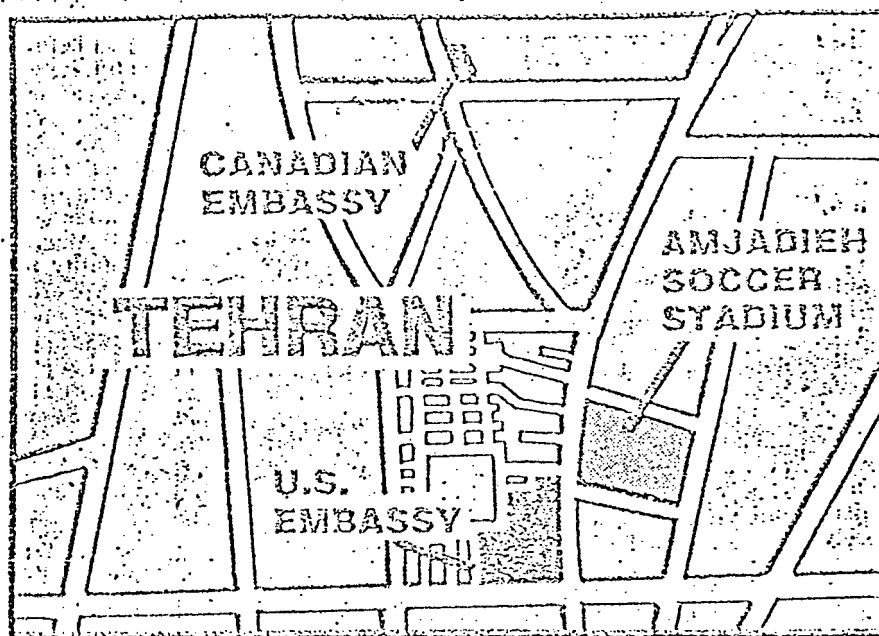 CANADIAN
EMBASSY
AMJADIEH
SOCCER
STADIUM
TEHRAN
U.S.
EMBASSY